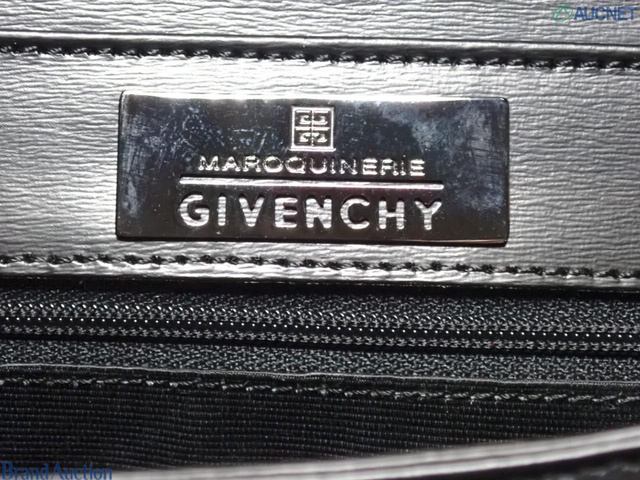 AUCNET
MAROQUiNERiE
GIVENCHY
Brand Auction